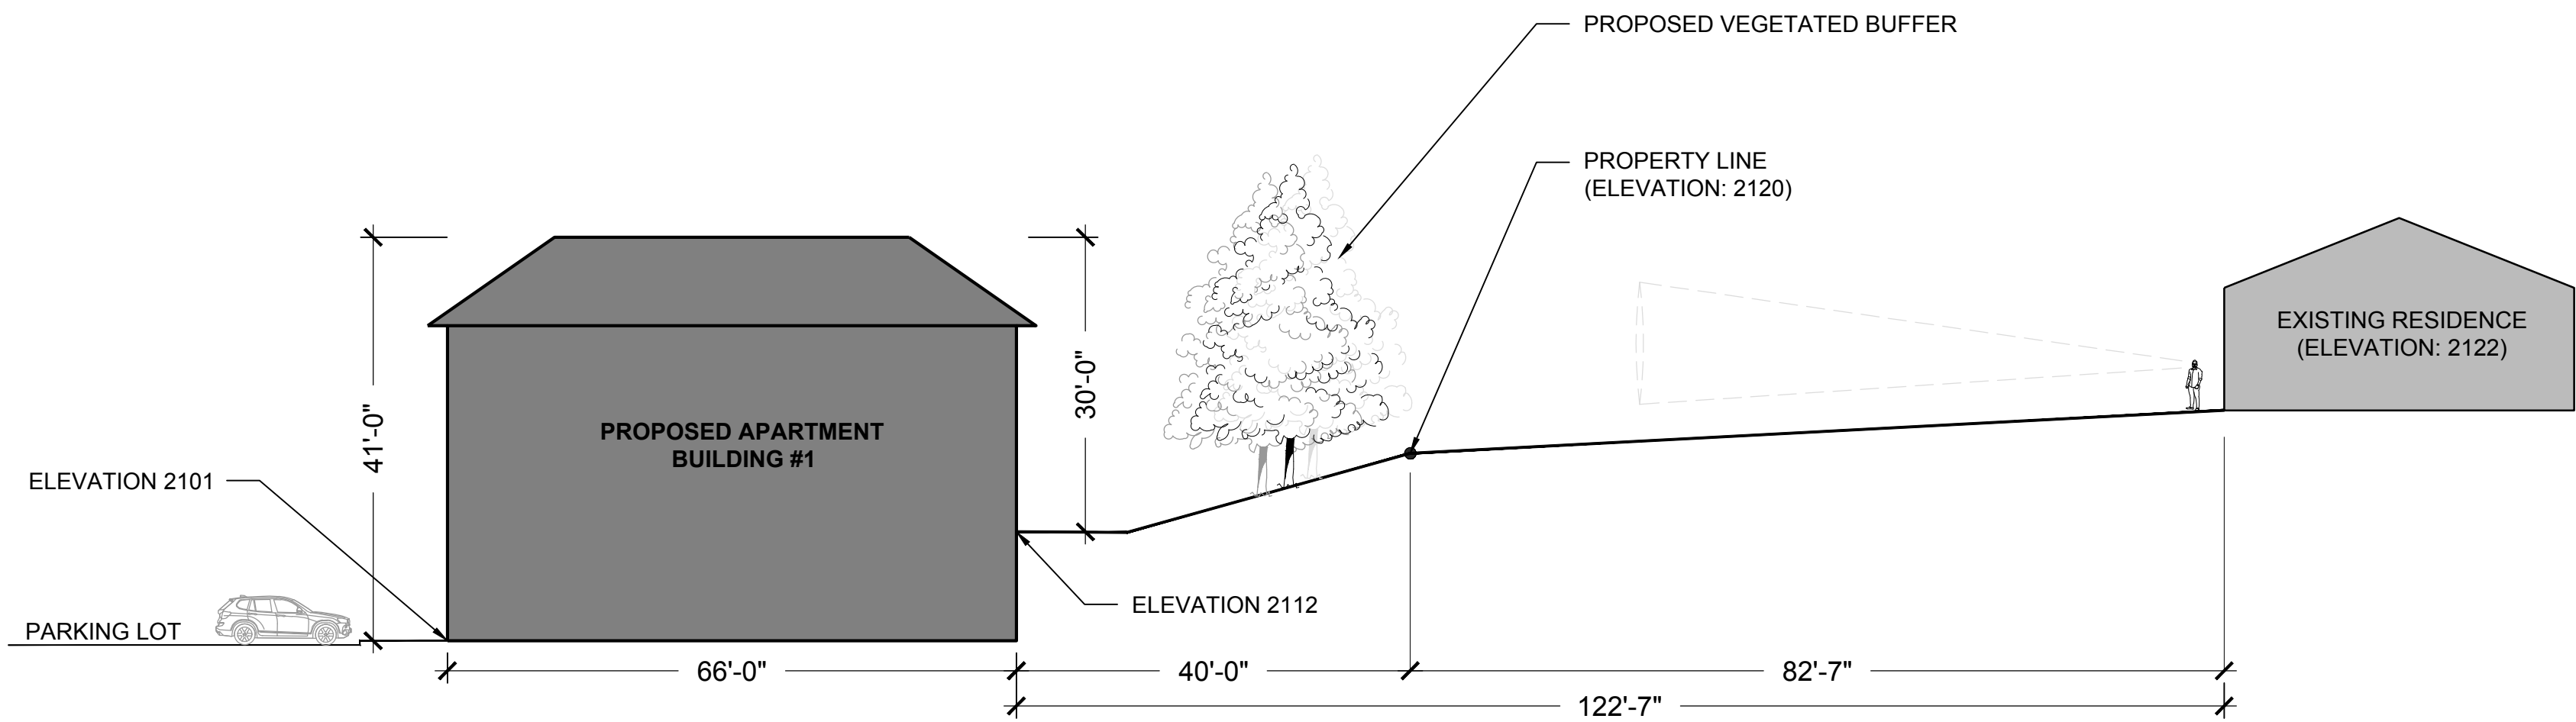 PROPOSED VEGETATED BUFFER
PROPERTY LINE
(ELEVATION: 2120)
EXISTING RESIDENCE
(ELEVATION: 2122)
41'-0"
30'-0"
PROPOSED APARTMENT
BUILDING #1
ELEVATION 2101
ELEVATION 2112
PARKING LOT
66'-0"
40'-0"
82'-7"
122'-7"